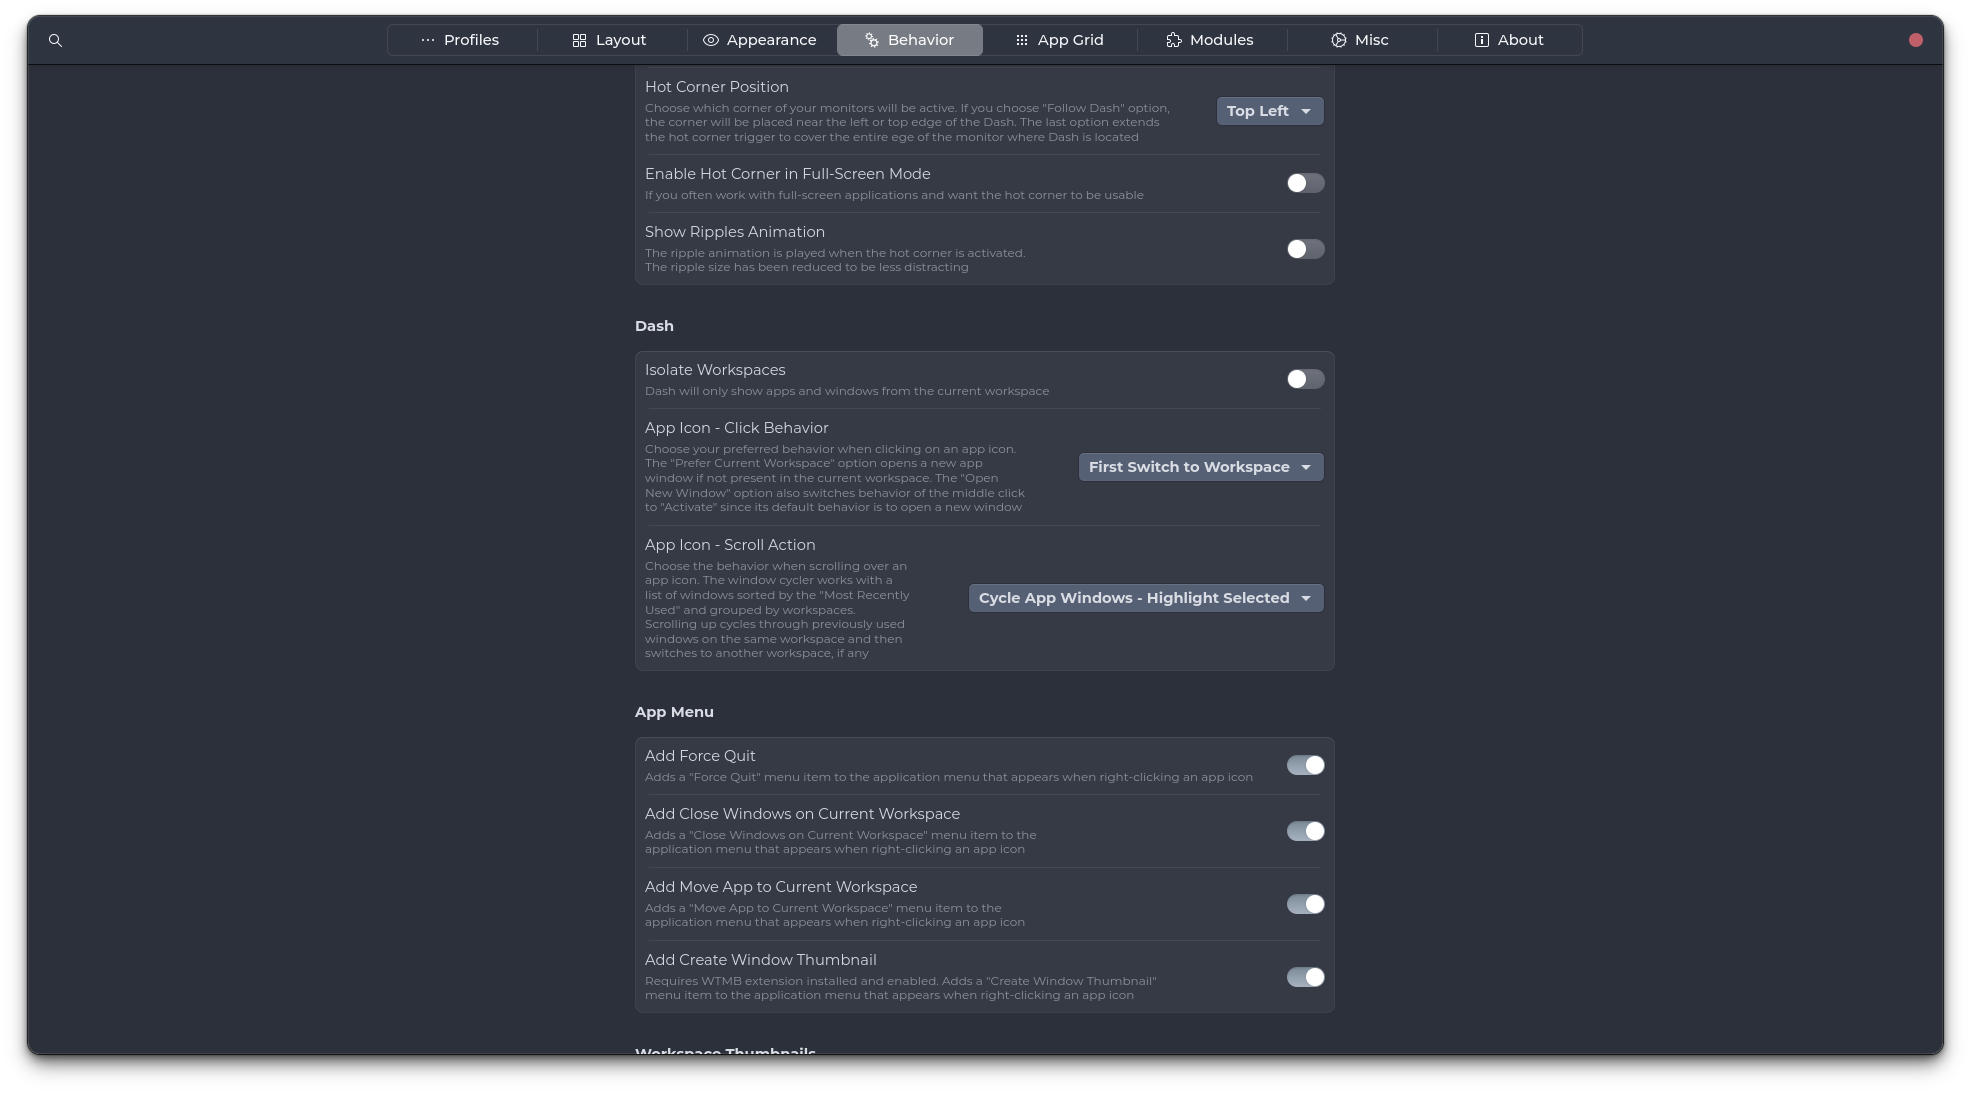 Profiles
Layout
Appearance
Behavior
App Grid
Modules
Misc
About
Hot Corner Position
Choose which corner of your monitors will be active. If you choose "Follow Dash" option,
the corner will be placed near the left or top edge of the Dash. The last option extends
the hot corner trigger to cover the entire ege of the monitor where Dash is located
Top Left
Enable Hot Corner in Full-Screen Mode
If you often work with full-screen applications and want the hot corner to be usable
Show Ripples Animation
The ripple animation is played when the hot corner is activated.
The ripple size has been reduced to be less distracting
Dash
Isolate Workspaces
Dash will only show apps and windows from the current workspace
App Icon - Click Behavior
Choose your preferred behavior when clicking on an app icon.
The "Prefer Current Workspace" option opens a new app
window if not present in the current workspace. The "Open
New Window" option also switches behavior of the middle click
to "Activate" since its default behavior is to open a new window
First Switch to Workspace
App Icon - Scroll Action
Choose the behavior when scrolling over an
app icon. The window cycler works with a
list of windows sorted by the "Most Recently
Used" and grouped by workspaces.
Scrolling up cycles through previously used
windows on the same workspace and then
switches to another workspace, if any
Cycle App Windows - Highlight Selected
App Menu
Add Force Quit
Adds a "Force Quit" menu item to the application menu that appears when right-clicking an app icon
Add Close Windows on Current Workspace
Adds a "Close Windows on Current Workspace" menu item to the
application menu that appears when right-clicking an app icon
Add Move App to Current Workspace
Adds a "Move App to Current Workspace" menu item to the
application menu that appears when right-clicking an app icon
Add Create Window Thumbnail
Requires WTMB extension installed and enabled. Adds a "Create Window Thumbnail"
menu item to the application menu that appears when right-clicking an app icon
Workspace Thumbnails